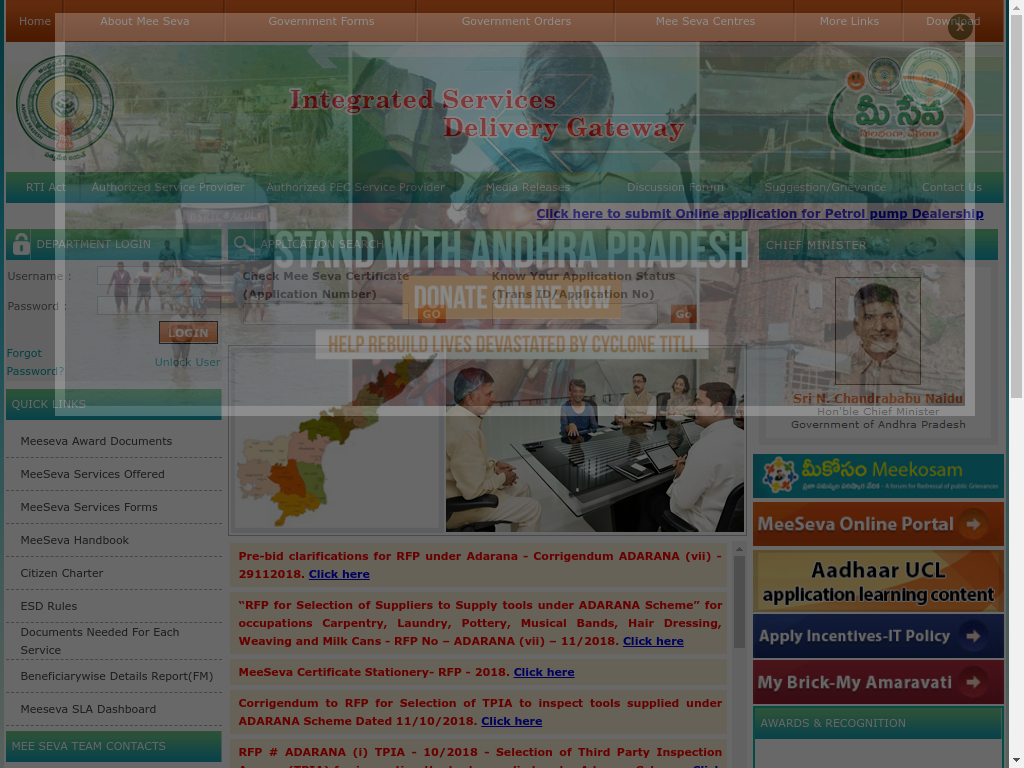 Home
About Mee Seva
Government Forms
Government Orders
Mee Seva Centres
More Links
Download
x
Integrated Services
Delivery Gateway
మీ సేవ
RTI Act
Authorized Service Provider
Authorized PEC Service Provider
Media Releases
Discussion Forum
Suggestion/Grievance
Contact Us
Click here to submit Online application for Petrol pump Dealership
DEPARTMENT LOGIN
APPLICATION SEARCH
CHIEF MINISTER
STAND WITH ANDHRA PRADESH
DONATE ONLINE NOW
HELP REBUILD LIVES DEVASTATED BY CYCLONE TITLI.
Username :
Password :
LOGIN
Forgot
Password?
Unlock User
Check Mee Seva Certificate
(Application Number)
GO
Know Your Application Status
(Trans ID/Application No)
Go
Sri N. Chandrababu Naidu
Hon'ble Chief Minister
Government of Andhra Pradesh
QUICK LINKS
Meeseva Award Documents
MeeSeva Services Offered
MeeSeva Services Forms
MeeSeva Handbook
Citizen Charter
ESD Rules
Documents Needed For Each
Service
Beneficiarywise Details Report(FM)
Meeseva SLA Dashboard
MEE SEVA TEAM CONTACTS
Pre-bid clarifications for RFP under Adarana - Corrigendum ADARANA (vii) -
29112018. Click here
“RFP for Selection of Suppliers to Supply tools under ADARANA Scheme” for
occupations Carpentry, Laundry, Pottery, Musical Bands, Hair Dressing,
Weaving and Milk Cans - RFP No – ADARANA (vii) – 11/2018. Click here
MeeSeva Certificate Stationery- RFP - 2018. Click here
Corrigendum to RFP for Selection of TPIA to inspect tools supplied under
ADARANA Scheme Dated 11/10/2018. Click here
RFP # ADARANA (i) TPIA - 10/2018 - Selection of Third Party Inspection
మీకోసం Meekosam
MeeSeva Online Portal
Aadhaar UCL
application learning content
Apply Incentives-IT Policy
My Brick-My Amaravati
AWARDS & RECOGNITION